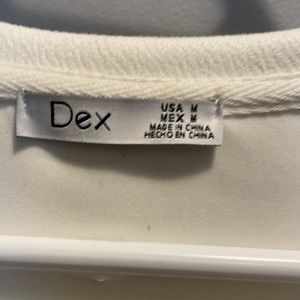 Dex
USA M
MEX M
MADE IN CHINA
HECHO EN CHINA